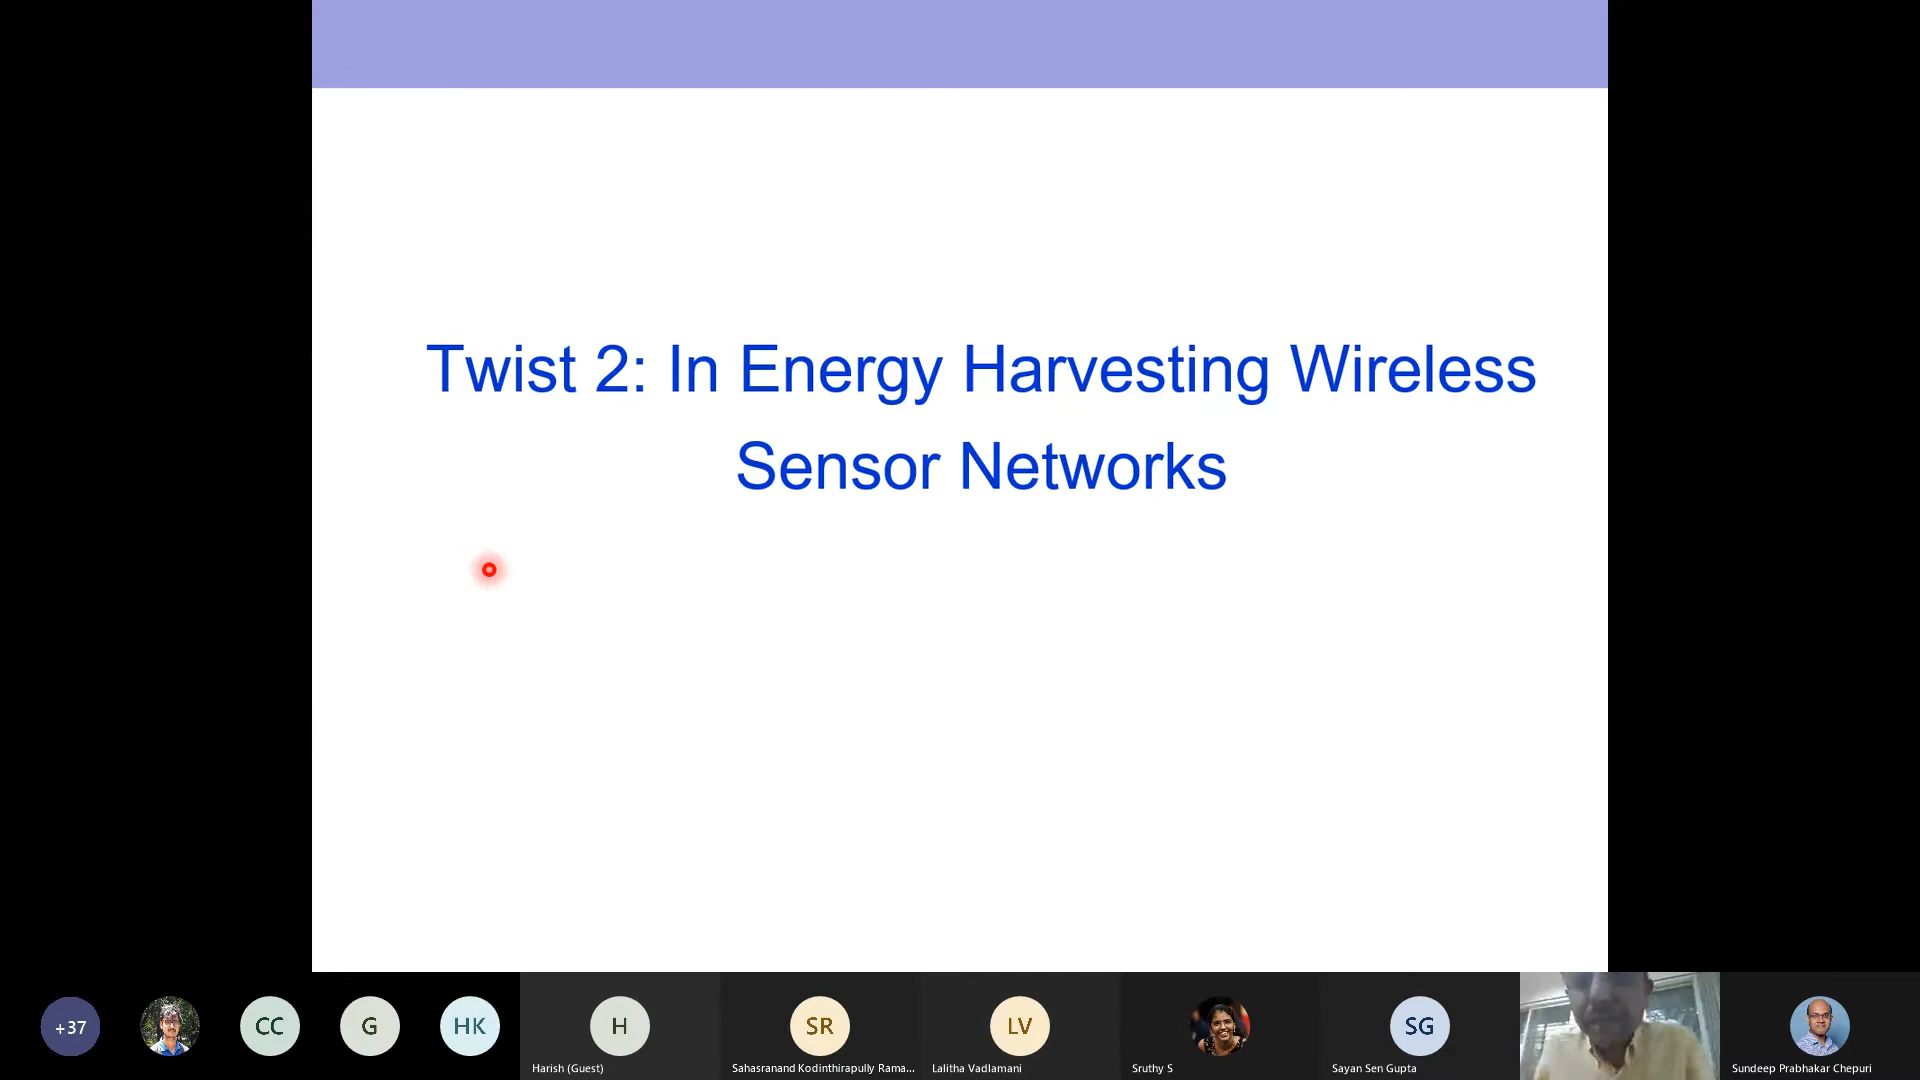 Twist 2: In Energy Harvesting Wireless
Sensor Networks
+37
CC
G
HK
H
SR
LV
SG
Harish (Guest)
Sahasranand Kodinthirapully Rama...
Lalitha Vadlamani
Sruthy S
Sayan Sen Gupta
Sundeep Prabhakar Chepuri